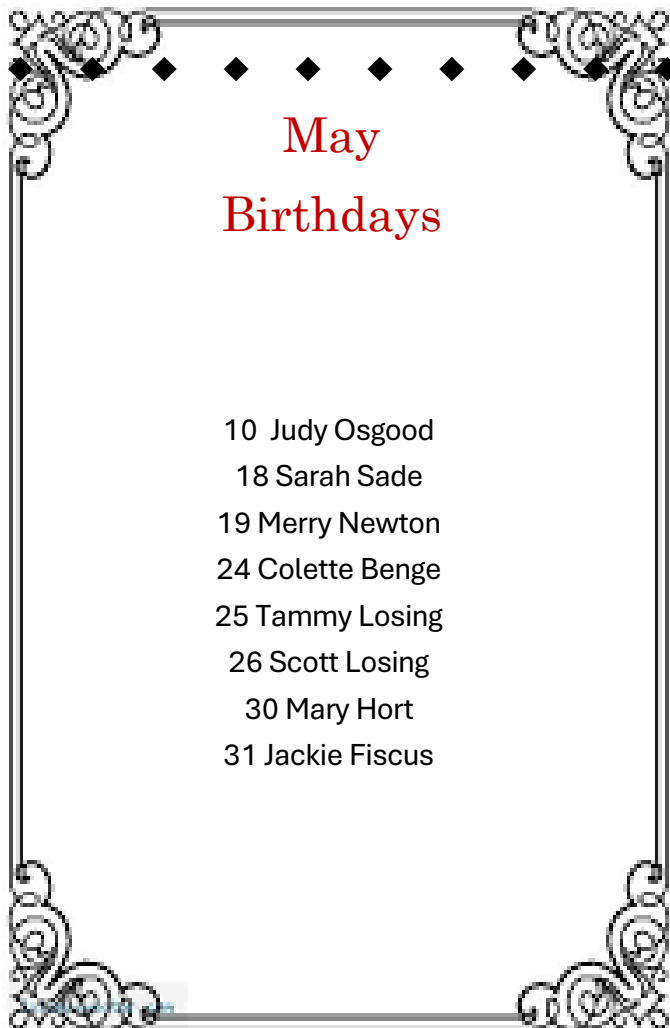 May
Birthdays
10 Judy Osgood
18 Sarah Sade
19 Merry Newton
24 Colette Benge
25 Tammy Losing
26 Scott Losing
30 Mary Hort
31 Jackie Fiscus